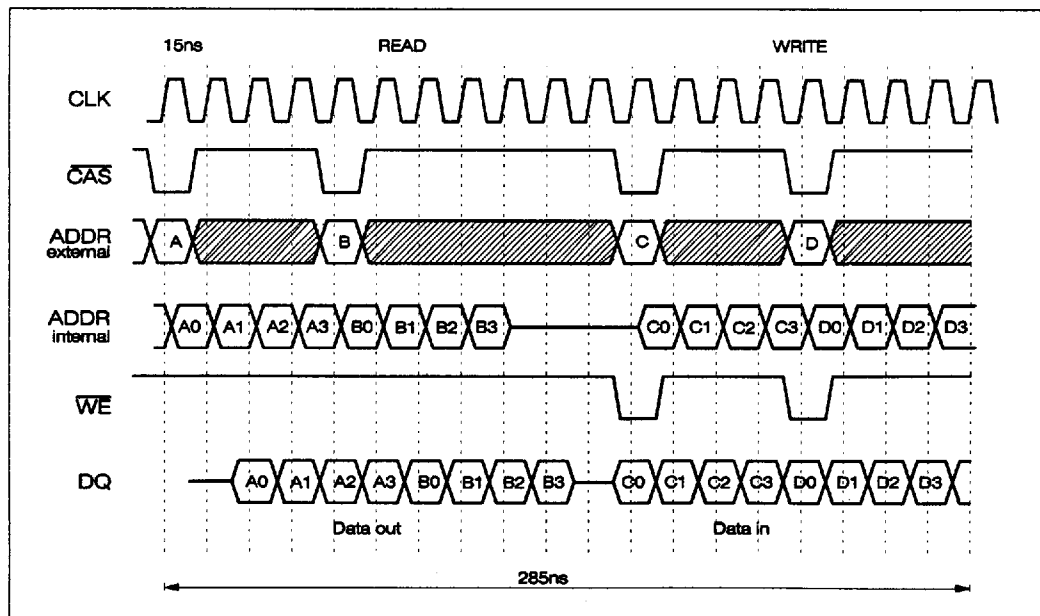 15ns READ WRITE
CLK
CAS
ADDR
external
A B C D
ADDR
internal
A0 A1 A2 A3 B0 B1 B2 B3 C0 C1 C2 C3 D0 D1 D2 D3
WE
DQ
A0 A1 A2 A3 B0 B1 B2 B3 C0 C1 C2 C3 D0 D1 D2 D3
Data out Data in
285ns